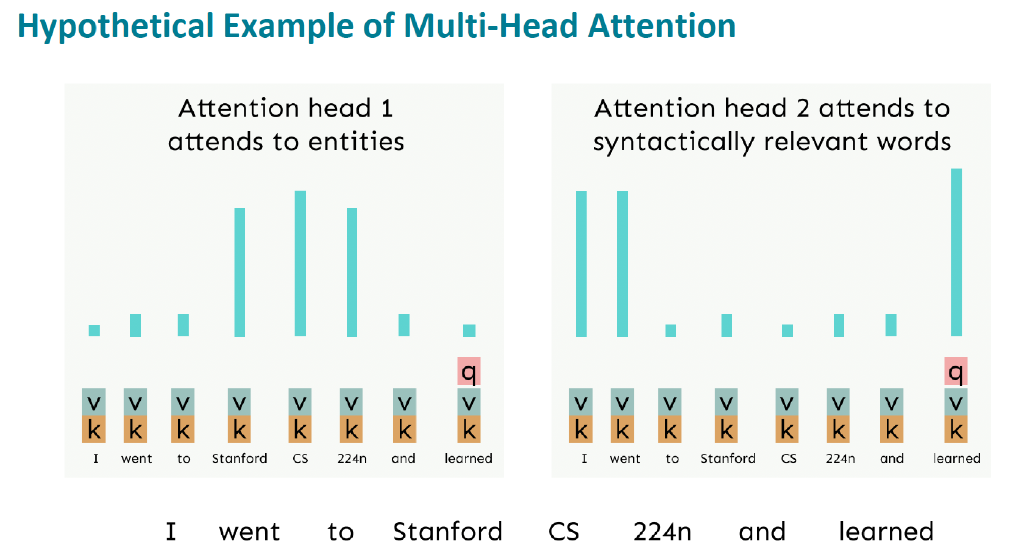 Hypothetical Example of Multi-Head Attention
Attention head 1
attends to entities
q
v v v v v v v v
k k k k k k k k
I went to Stanford CS 224n and learned
Attention head 2 attends to
syntactically relevant words
q
v v v v v v v v
k k k k k k k k
I went to Stanford CS 224n and learned
I went to Stanford CS 224n and learned